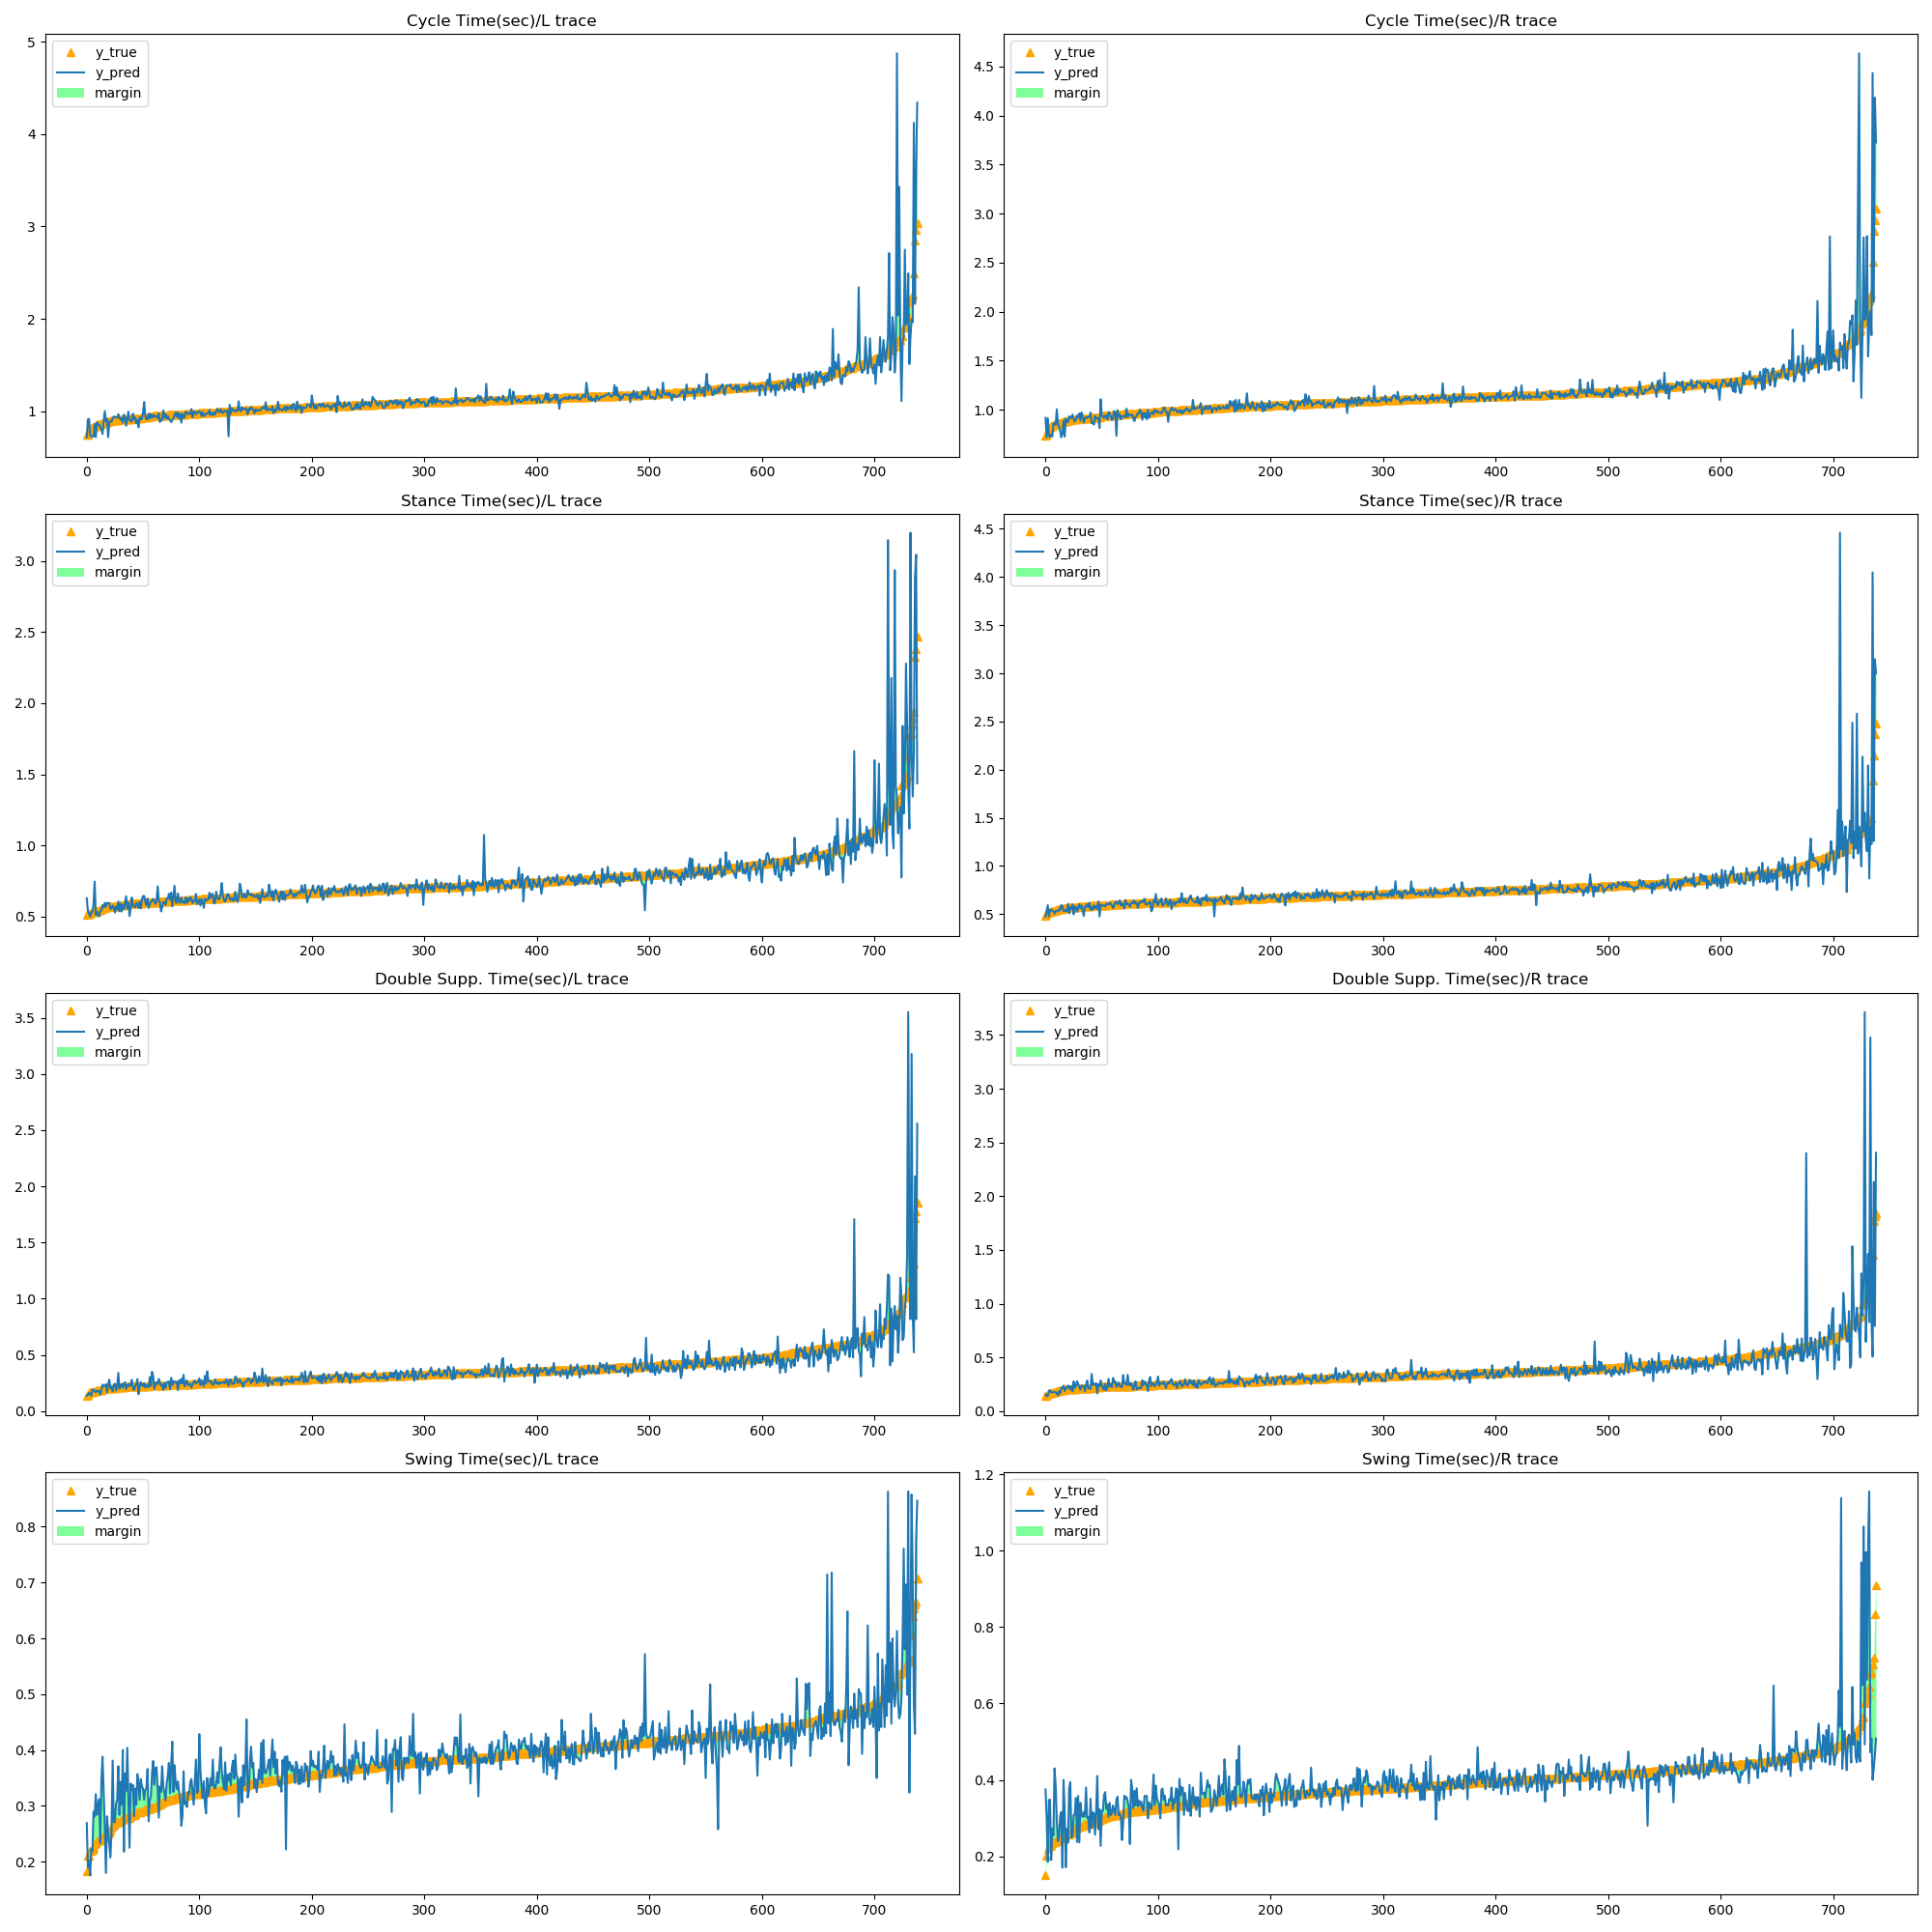 Cycle Time(sec)/L trace
5
4
3
2
1
y_true
y_pred
margin
0 100 200 300 400 500 600 700
Cycle Time(sec)/R trace
4.5
4.0
3.5
3.0
2.5
2.0
1.5
1.0
y_true
y_pred
margin
0 100 200 300 400 500 600 700
Stance Time(sec)/L trace
3.0
2.5
2.0
1.5
1.0
0.5
y_true
y_pred
margin
0 100 200 300 400 500 600 700
Stance Time(sec)/R trace
4.5
4.0
3.5
3.0
2.5
2.0
1.5
1.0
0.5
y_true
y_pred
margin
0 100 200 300 400 500 600 700
Double Supp. Time(sec)/L trace
3.5
3.0
2.5
2.0
1.5
1.0
0.5
0.0
y_true
y_pred
margin
0 100 200 300 400 500 600 700
Double Supp. Time(sec)/R trace
3.5
3.0
2.5
2.0
1.5
1.0
0.5
0.0
y_true
y_pred
margin
0 100 200 300 400 500 600 700
Swing Time(sec)/L trace
0.8
0.7
0.6
0.5
0.4
0.3
0.2
y_true
y_pred
margin
0 100 200 300 400 500 600 700
Swing Time(sec)/R trace
1.2
1.0
0.8
0.6
0.4
0.2
y_true
y_pred
margin
0 100 200 300 400 500 600 700